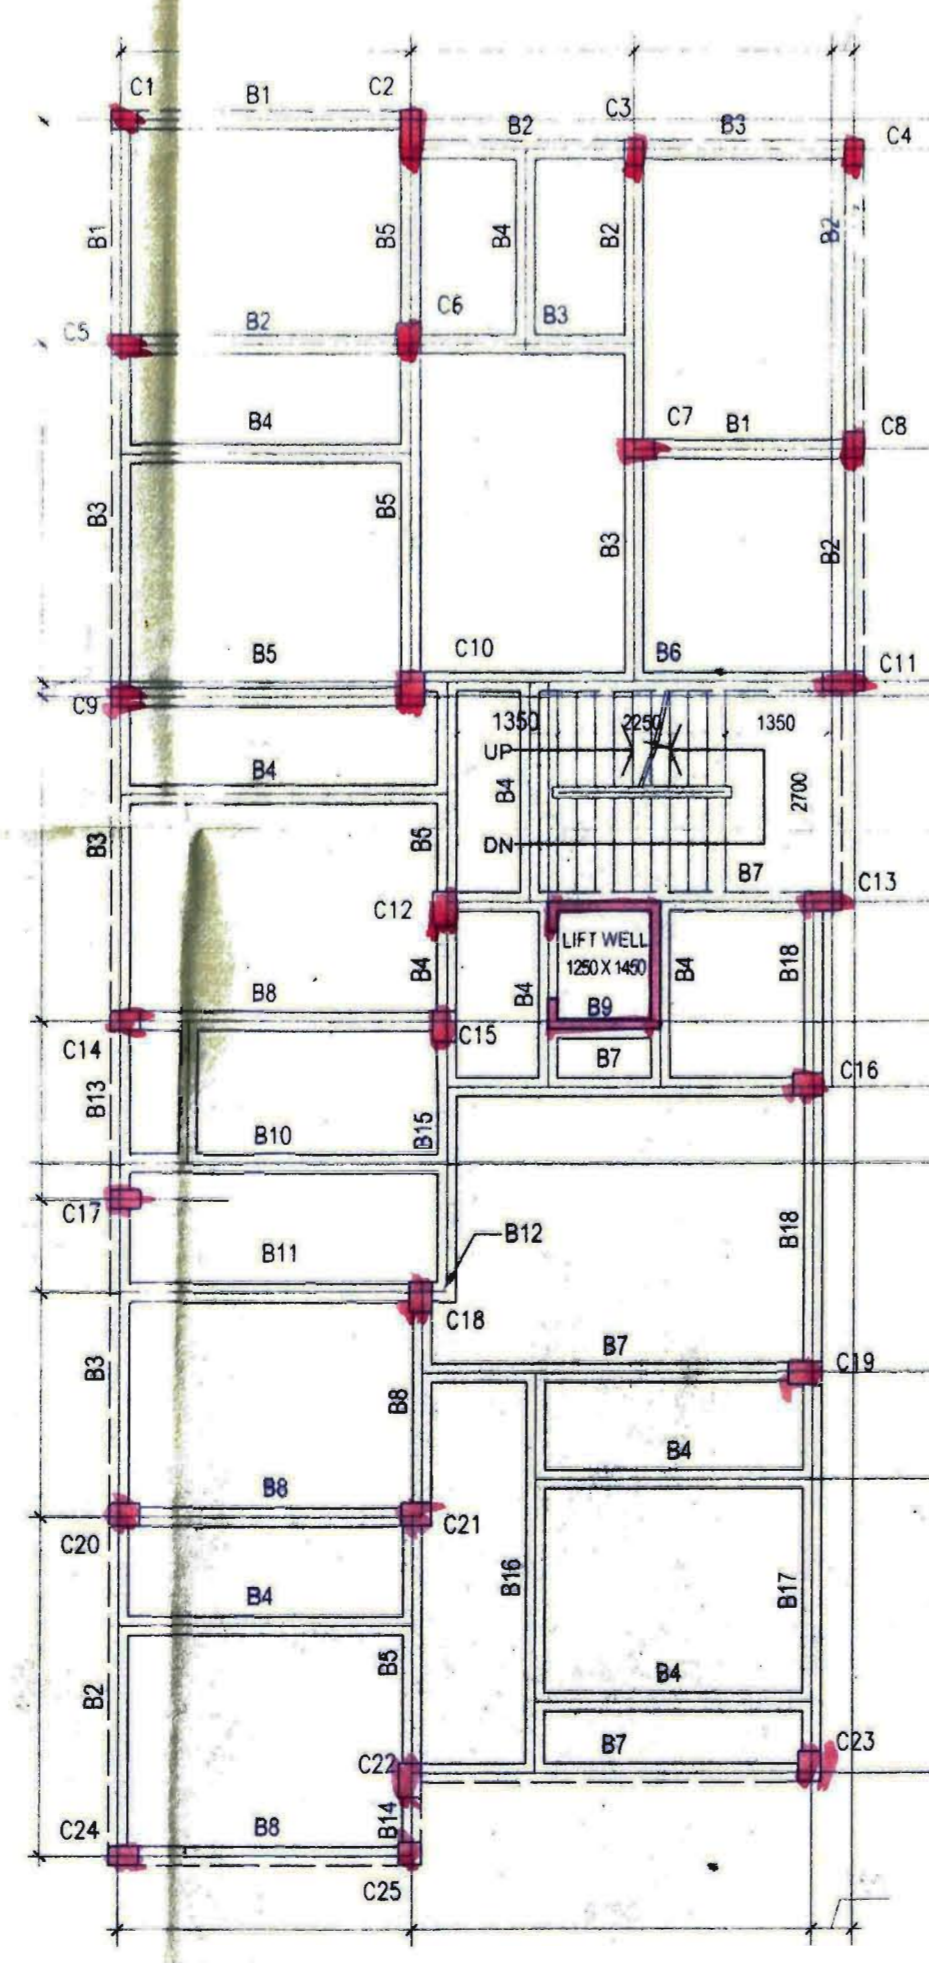 C1
B1
C2
C3
B2
B3
C4
B1
B5
B4
B2
B2
C5
B2
C6
B3
B4
C7
B1
C8
B3
B5
B3
B2
B5
C10
B6
C11
C9
1350
2250
1350
UP
B4
B4
2700
B3
B5
DN
B7
C13
C12
LIFT WELL
1250 X 1450
B4
B4
B4
B18
B8
B9
C14
C15
B7
C16
B13
B10
B15
C17
B11
B12
B18
C18
B7
C19
B3
B8
B4
B8
C20
C21
B4
B16
B17
B5
B4
B2
B7
C23
C22
C24
B8
B14
C25